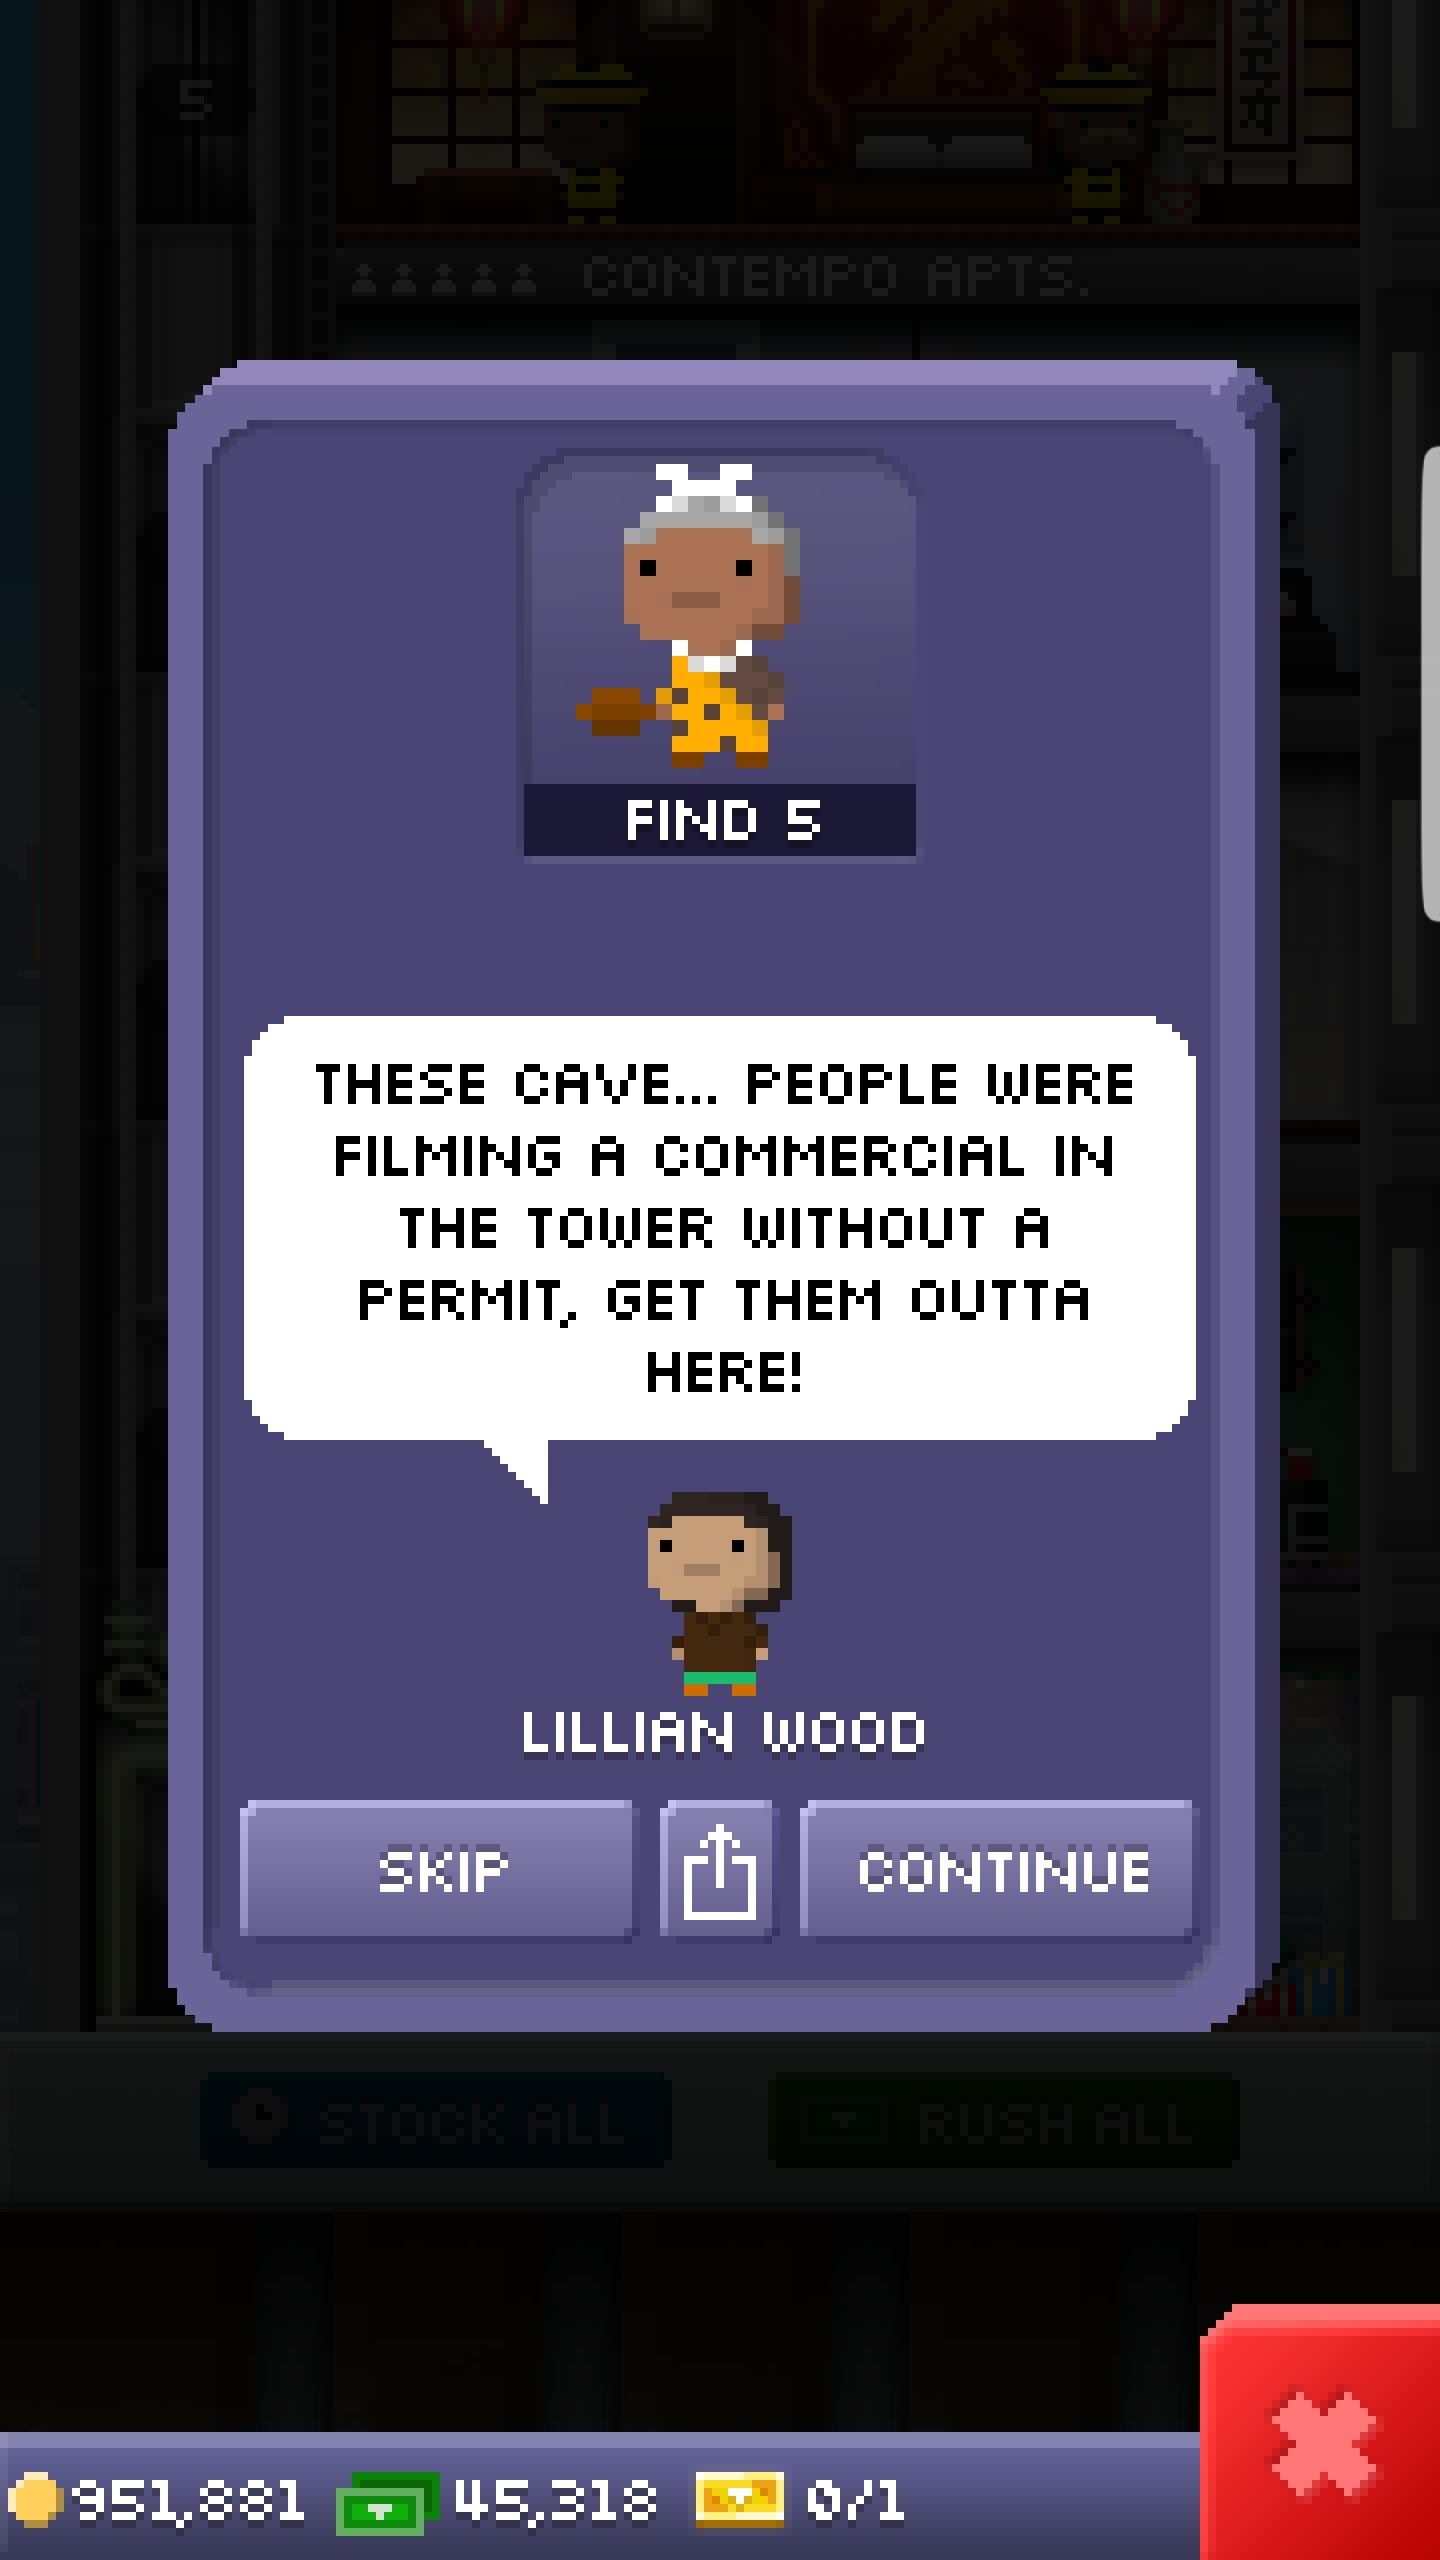 5
CONTEMPO APTS.
FIND 5
THESE CAVE... PEOPLE WERE
FILMING A COMMERCIAL IN
THE TOWER WITHOUT A
PERMIT, GET THEM OUTTA
HERE!
LILLIAN WOOD
SKIP
CONTINUE
STOCK ALL
RUSH ALL
951,881 45,318 0/1